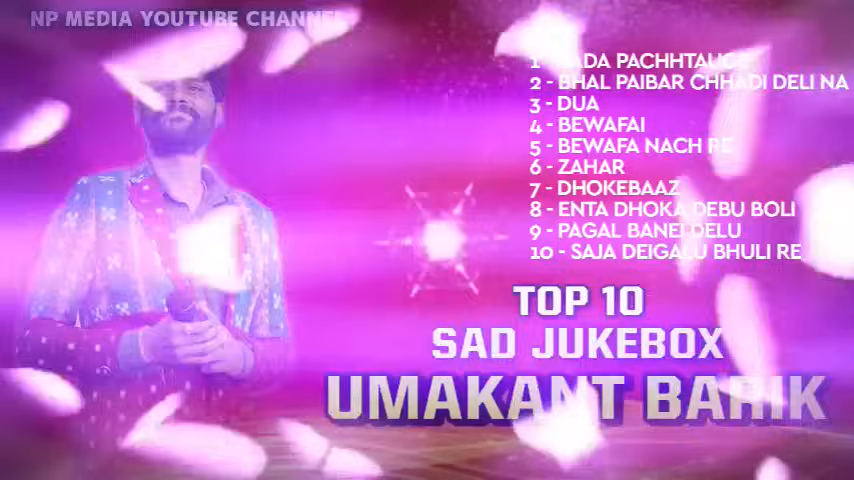 NP MEDIA YOUTUBE CHANNEL
1 - PACHHTAUCHE
2 - BHAL PAIBAR CHHADI DELI NA
3 - DUA
4 - BEWAFAI
5 - BEWAFA NACH RE
6 - ZAHAR
7 - DHOKEBAAZ
8 - ENTA DHOKA DEBU BOLI
9 - PAGAL BANEI DELU
10 - SAJA DEIGALU BHULI RE
TOP 10
SAD JUKEBOX
UMAKANT BARIK